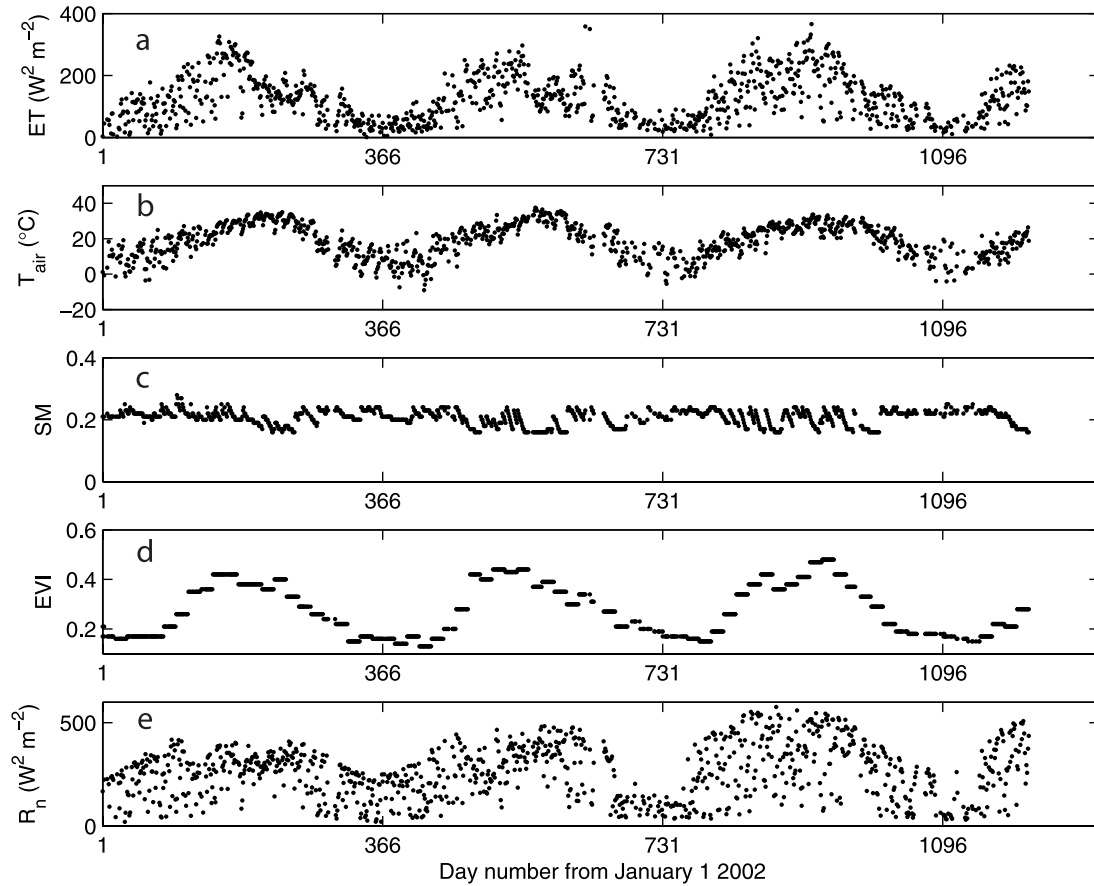 a
ET (W² m⁻²)
400
200
0
1 366 731 1096
b
T_air (°C)
40
20
0
−20
1 366 731 1096
c
SM
0.4
0.2
0
1 366 731 1096
d
EVI
0.6
0.4
0.2
1 366 731 1096
e
R_n (W² m⁻²)
500
0
1 366 731 1096
Day number from January 1 2002